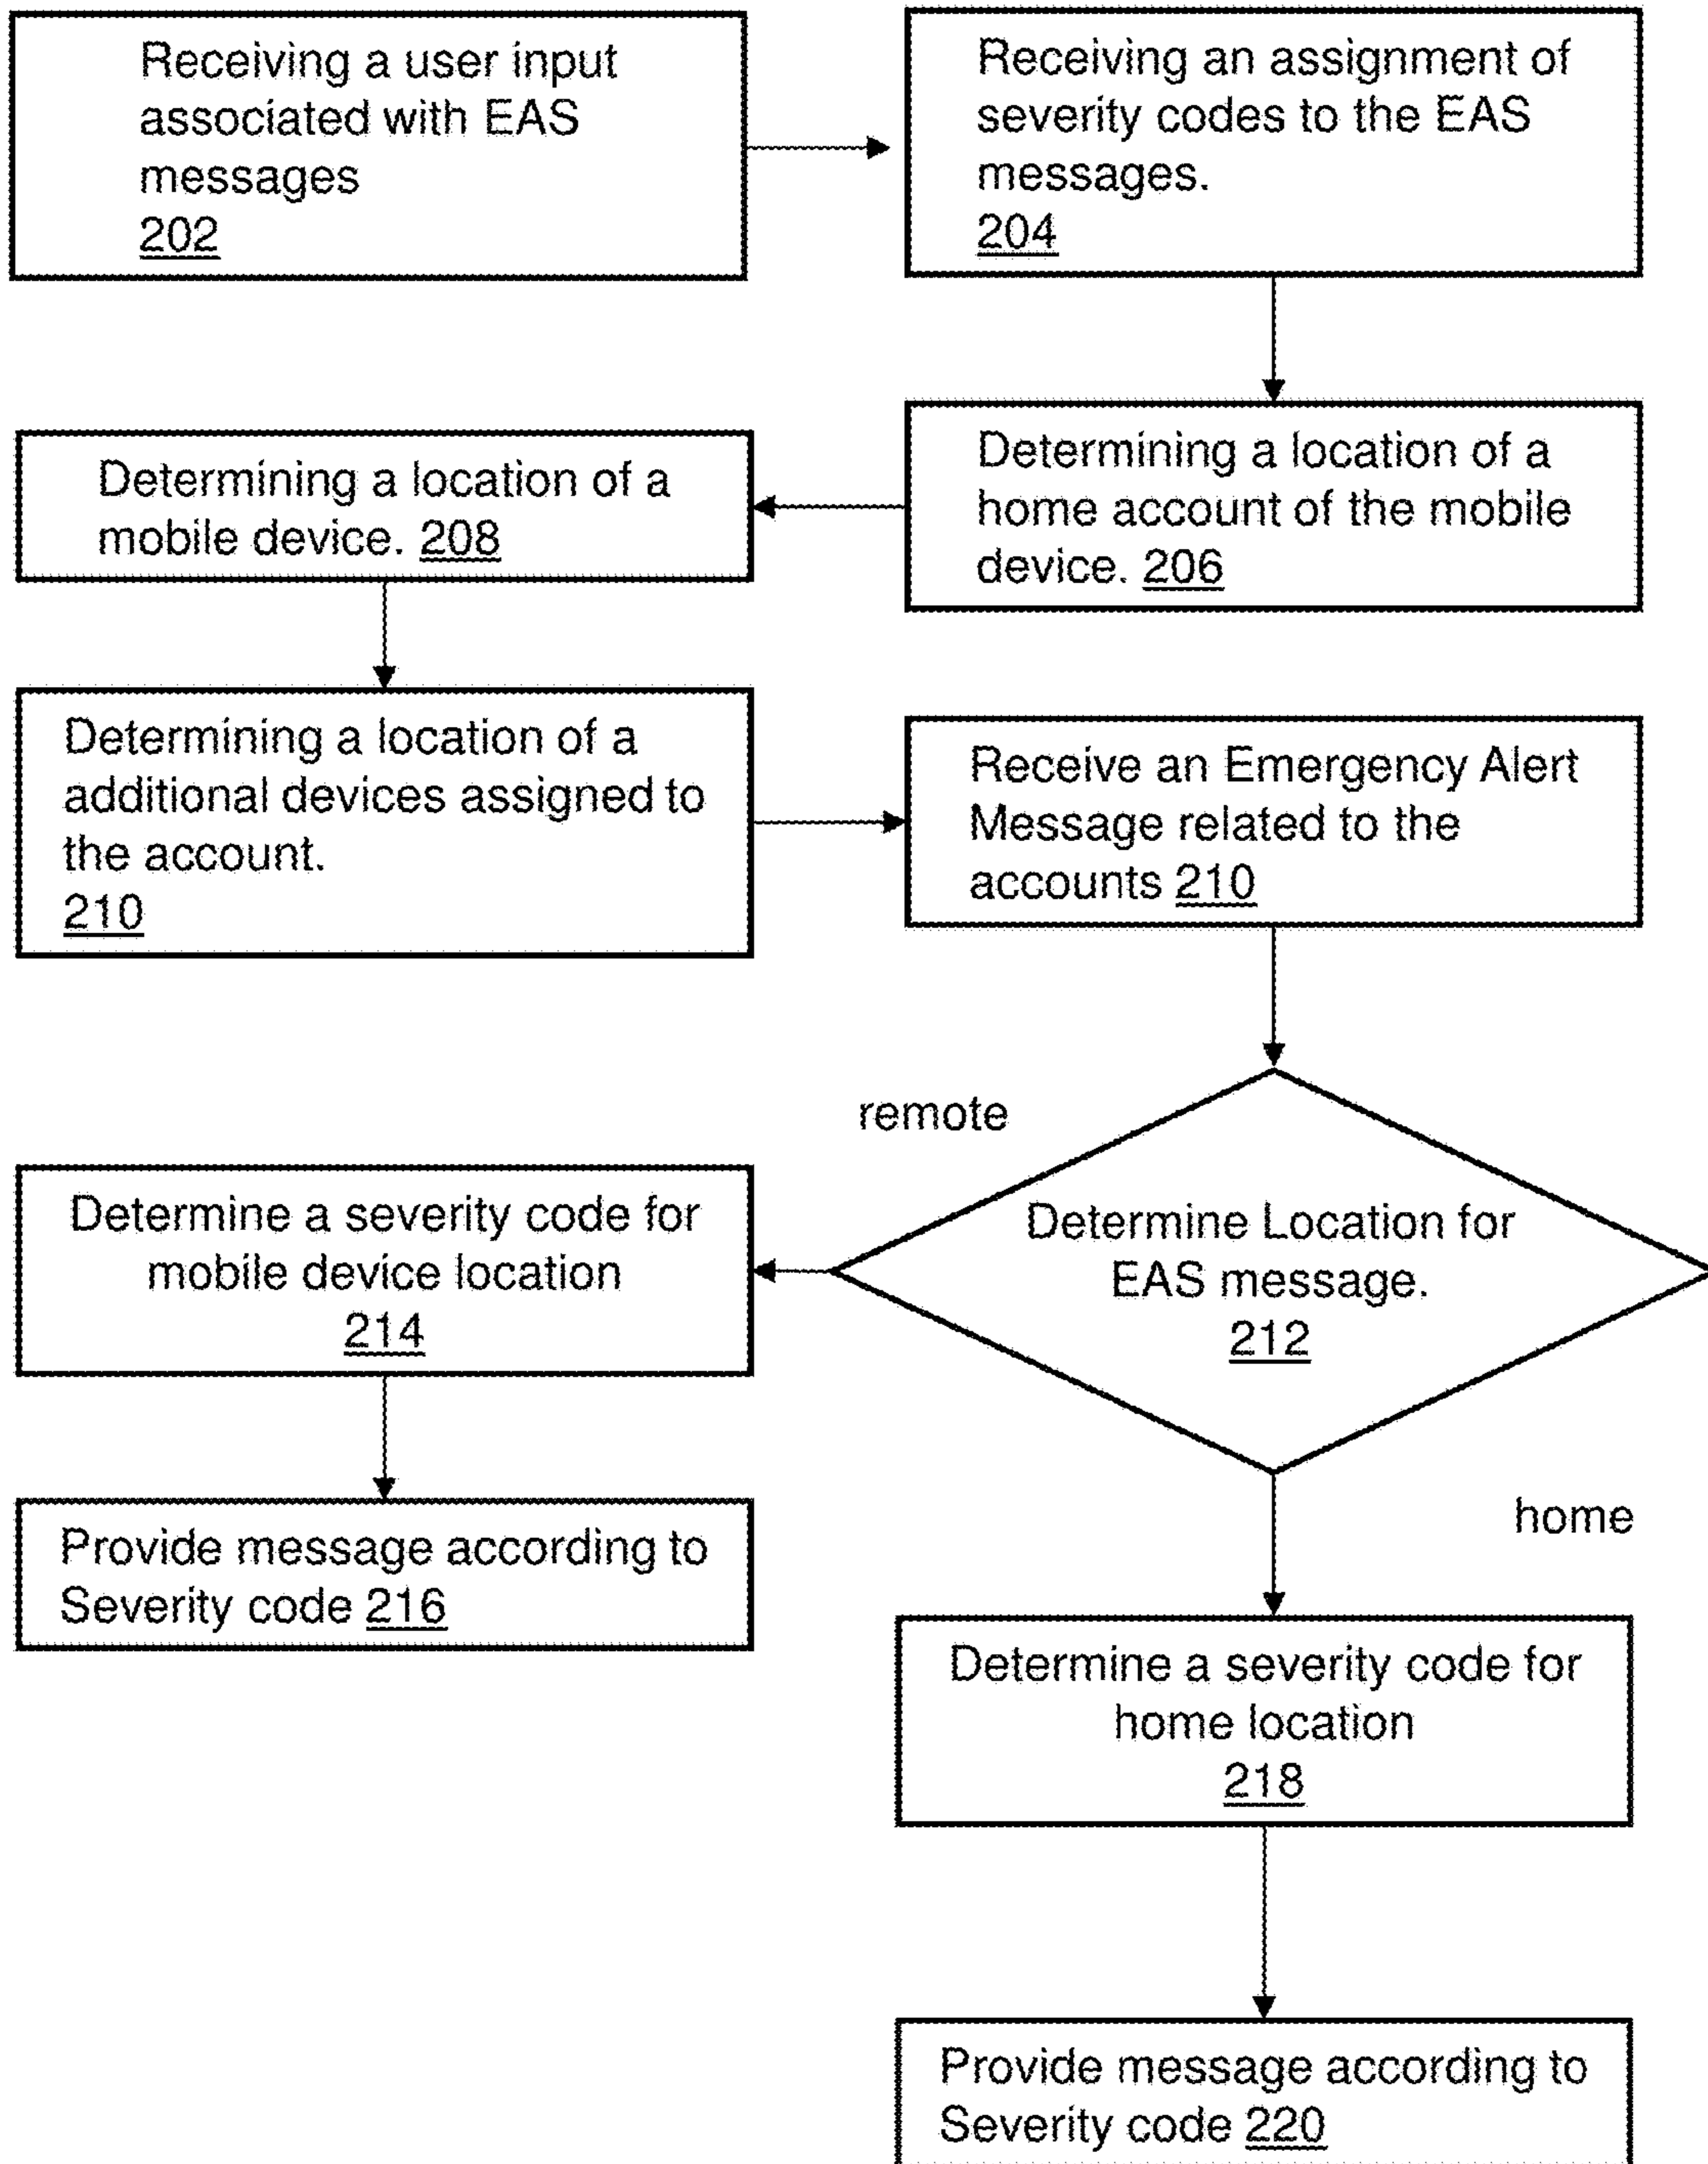 Receiving a user input
associated with EAS
messages
202
Receiving an assignment of
severity codes to the EAS
messages.
204
Determining a location of a
home account of the mobile
device. 206
Determining a location of a
mobile device. 208
Determining a location of a
additional devices assigned to
the account.
210
Receive an Emergency Alert
Message related to the
accounts 210
remote
Determine Location for
EAS message.
212
Determine a severity code for
mobile device location
214
Provide message according to
Severity code 216
home
Determine a severity code for
home location
218
Provide message according to
Severity code 220